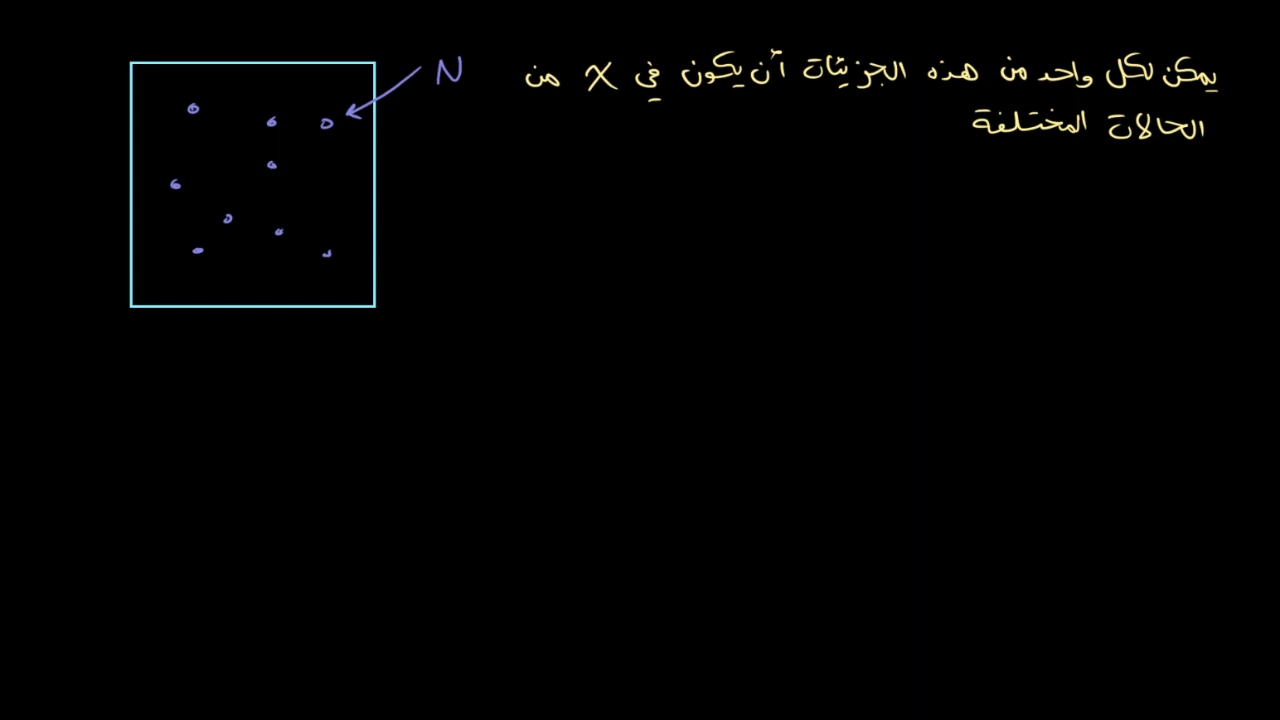 N
يمكن لكل واحد من هذه الجزيئات أن يكون في X من
الحالات المختلفة